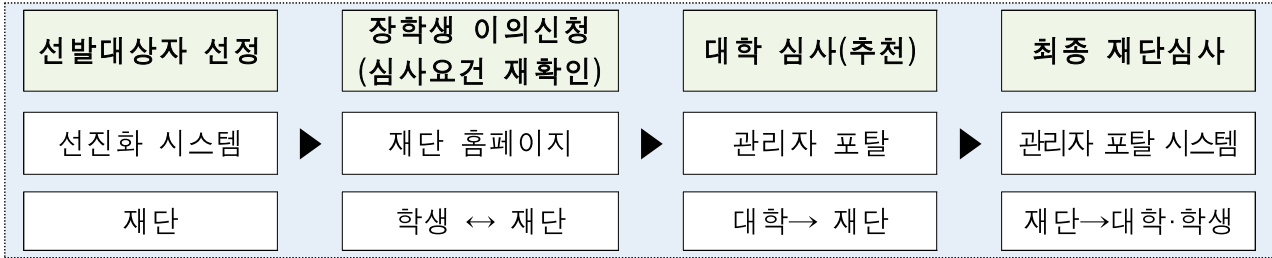 선발대상자 선정
장학생 이의신청
(심사요건 재확인)
대학 심사(추천)
최종 재단심사
선진화 시스템
▶
재단 홈페이지
▶
관리자 포탈
▶
관리자 포탈 시스템
재단
학생 ↔ 재단
대학→ 재단
재단→대학·학생